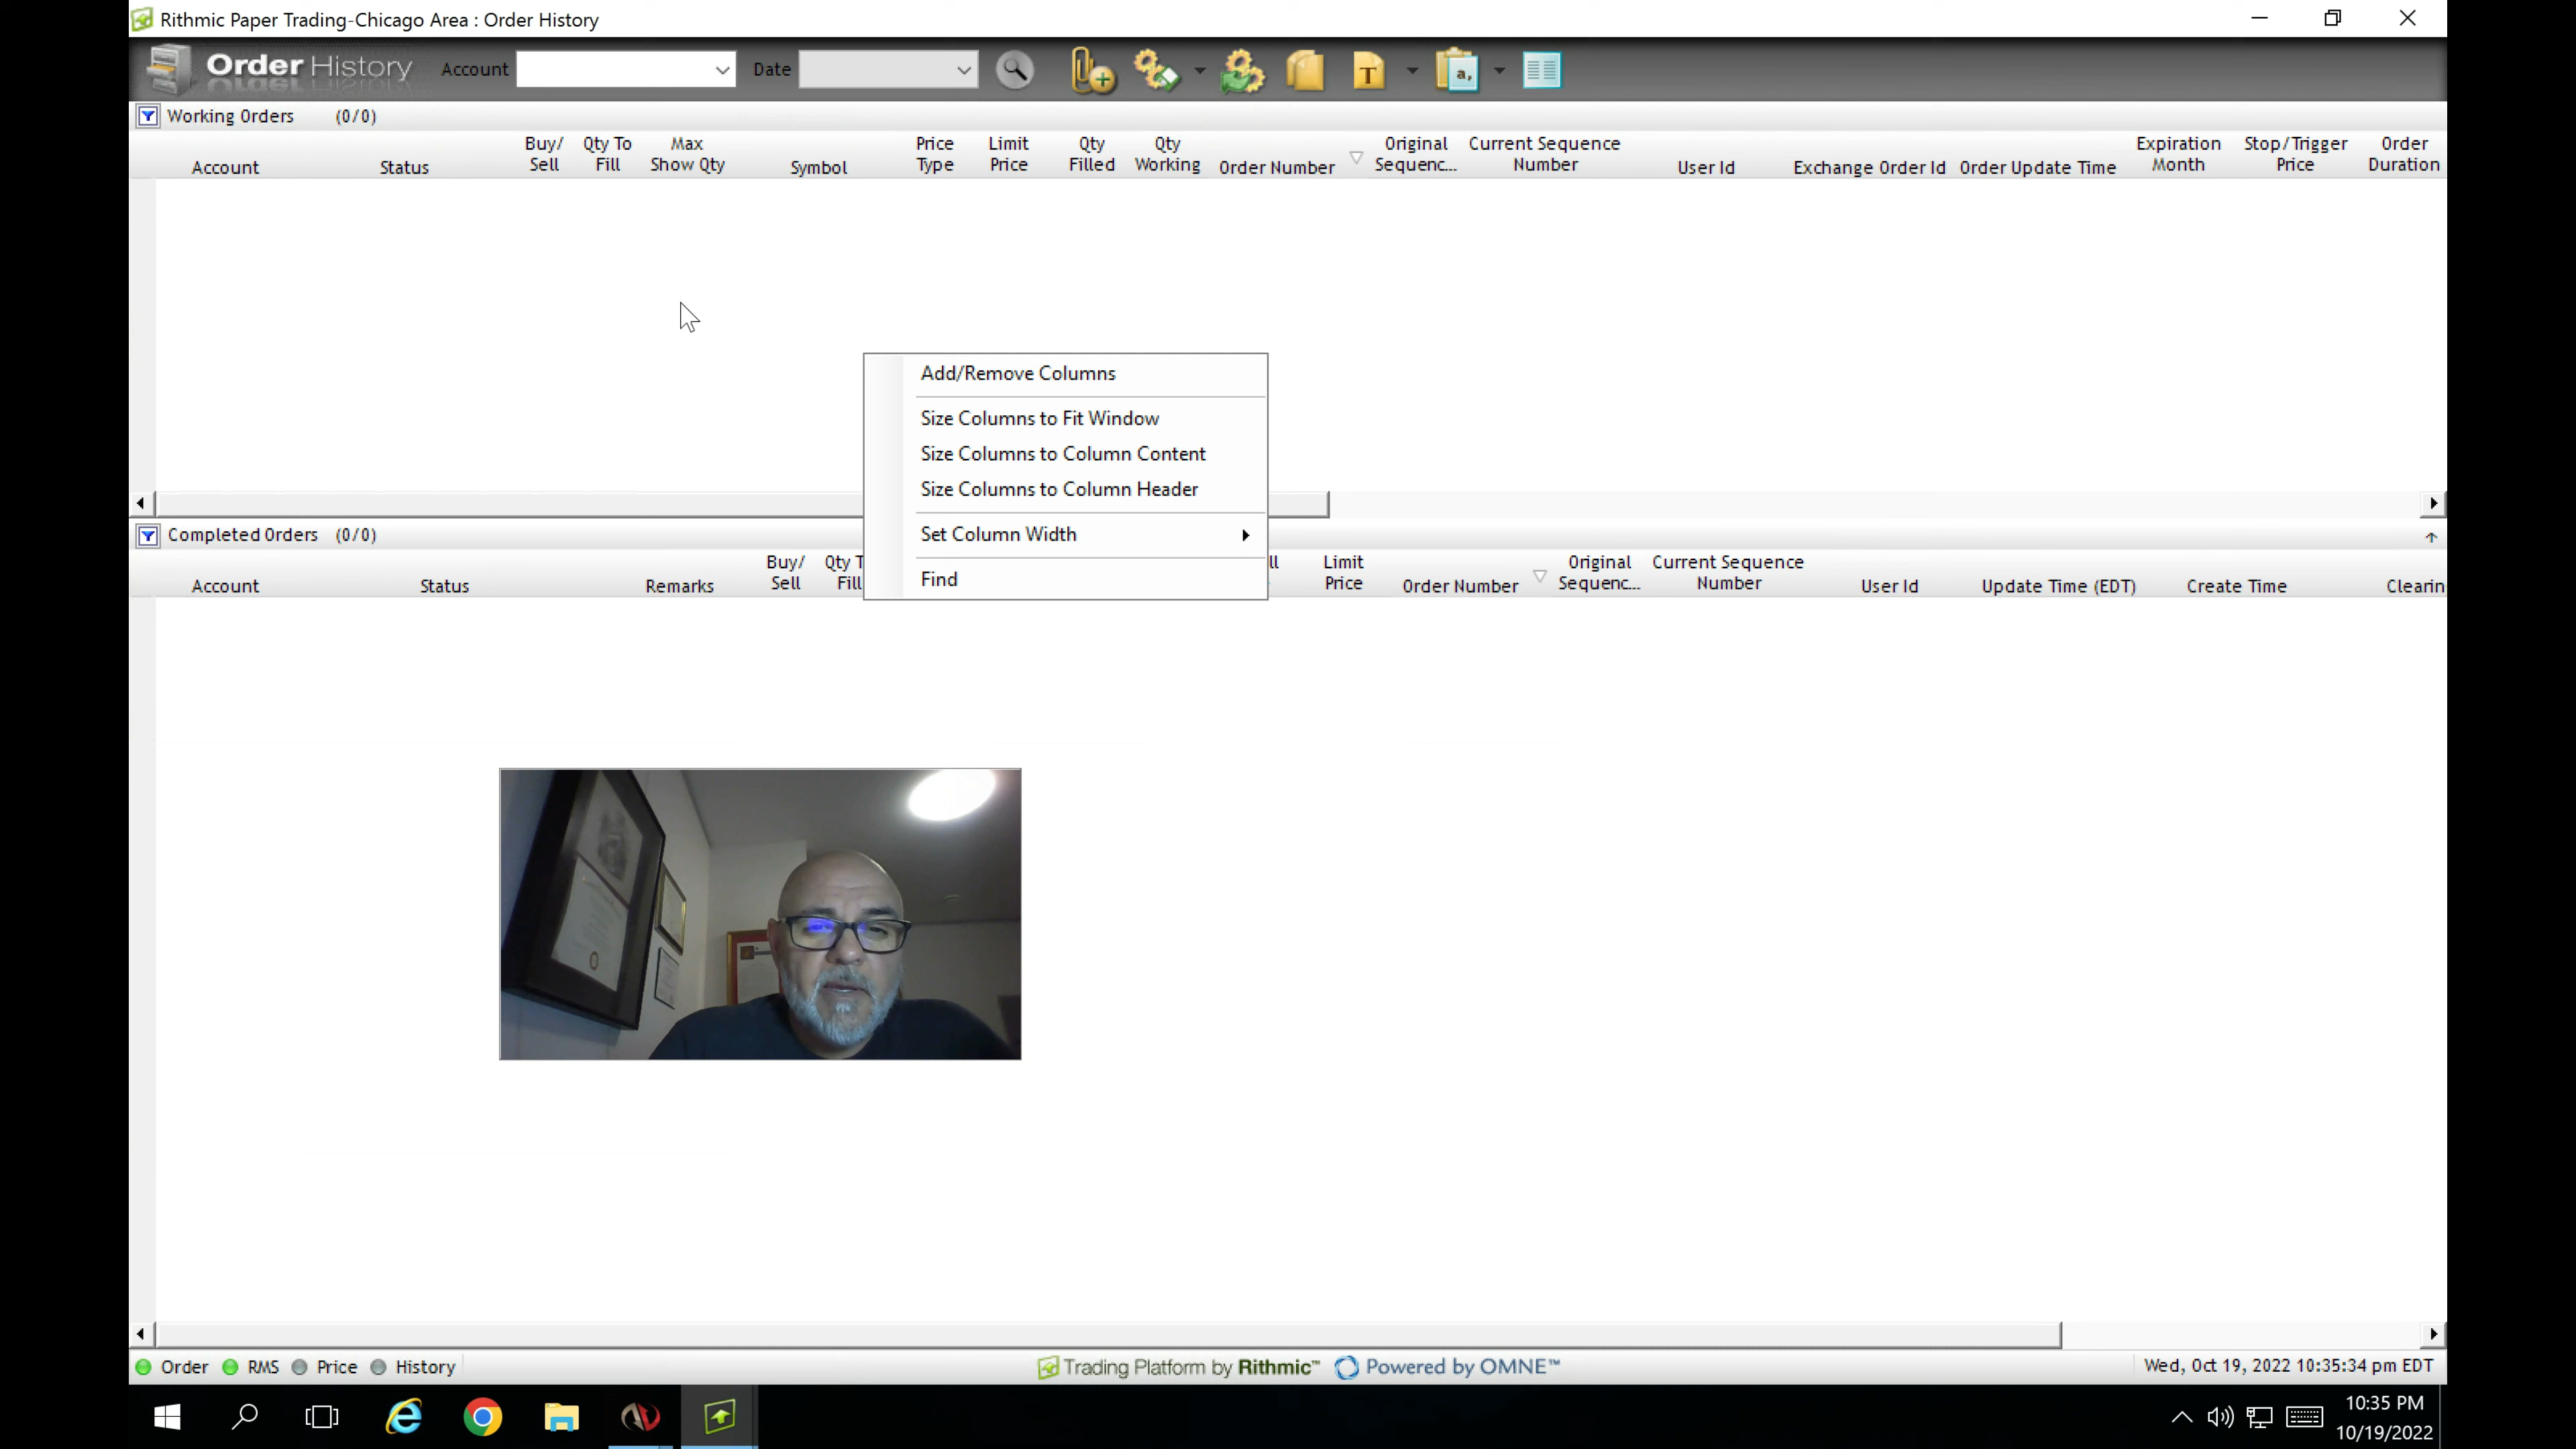 Rithmic Paper Trading-Chicago Area : Order History
Order History Account Date
Working Orders (0/0)
Account Status Buy/ Sell Qty To Fill Max Show Qty Symbol Price Type Limit Price Qty Filled Qty Working Order Number Original Sequenc... Current Sequence Number User Id Exchange Order Id Order Update Time Expiration Month Stop/Trigger Price Order Duration
Add/Remove Columns
Size Columns to Fit Window
Size Columns to Column Content
Size Columns to Column Header
Set Column Width
Find
Completed Orders (0/0)
Account Status Remarks Buy/ Sell Qty T Fill ll Limit Price Order Number Original Sequenc... Current Sequence Number User Id Update Time (EDT) Create Time Clearin
Order RMS Price History
Trading Platform by Rithmic™ Powered by OMNE™
Wed, Oct 19, 2022 10:35:34 pm EDT
10:35 PM
10/19/2022